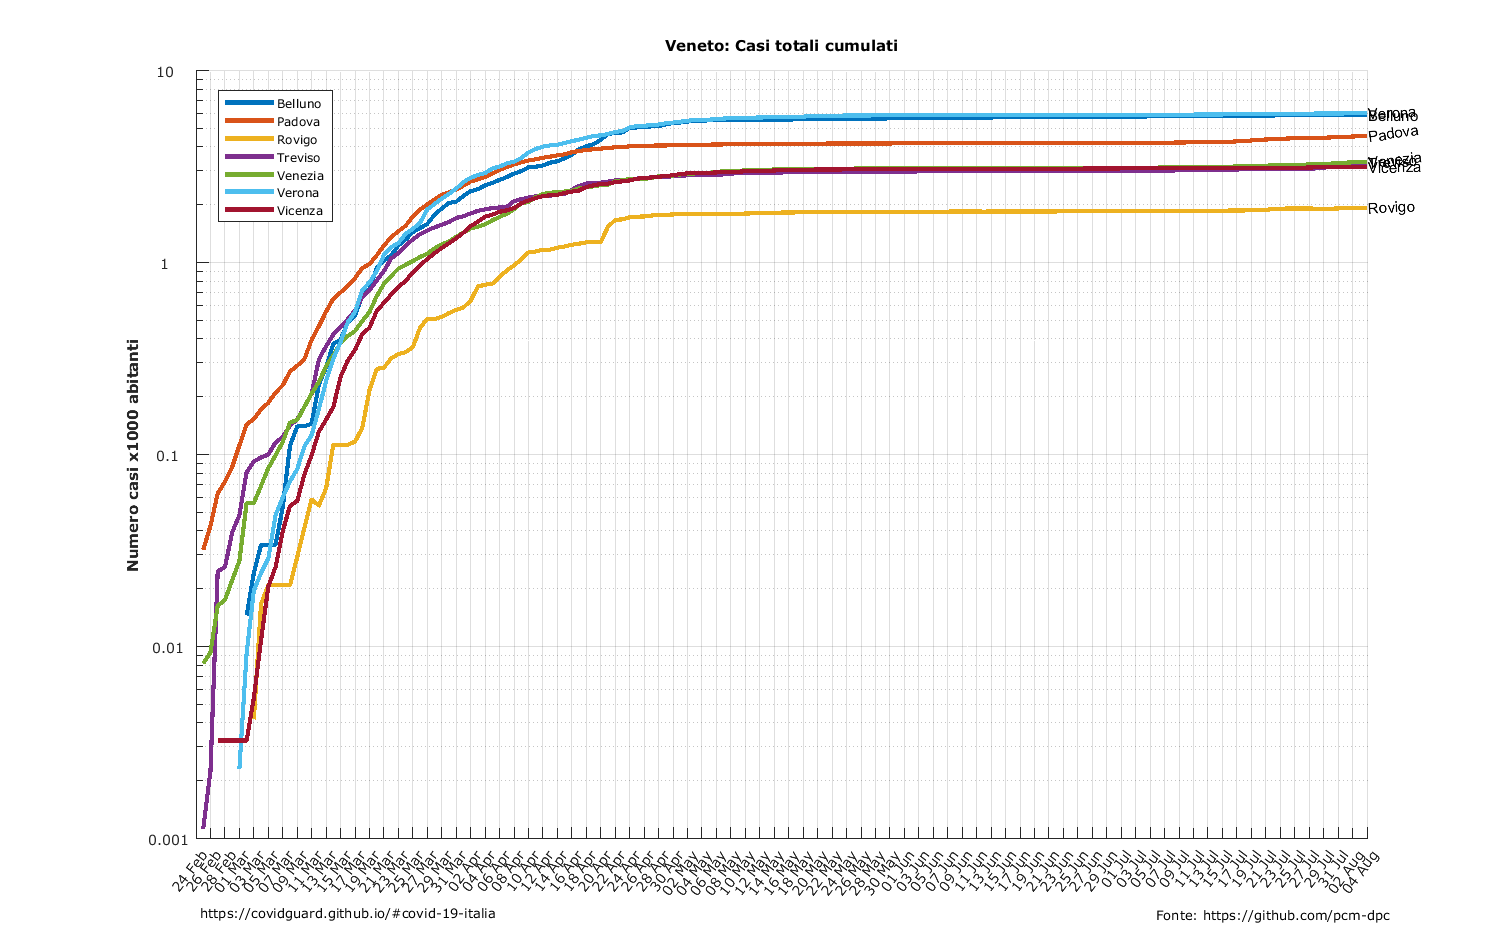 Veneto: Casi totali cumulati
Numero casi x1000 abitanti
10
1
0.1
0.01
0.001
Belluno
Padova
Rovigo
Treviso
Venezia
Verona
Vicenza
Verona
Belluno
Padova
Venezia
Treviso
Vicenza
Rovigo
24 Feb
26 Feb
28 Feb
01 Mar
03 Mar
05 Mar
07 Mar
09 Mar
11 Mar
13 Mar
15 Mar
17 Mar
19 Mar
21 Mar
23 Mar
25 Mar
27 Mar
29 Mar
31 Mar
02 Apr
04 Apr
06 Apr
08 Apr
10 Apr
12 Apr
14 Apr
16 Apr
18 Apr
20 Apr
22 Apr
24 Apr
26 Apr
28 Apr
30 Apr
02 May
04 May
06 May
08 May
10 May
12 May
14 May
16 May
18 May
20 May
22 May
24 May
26 May
28 May
30 May
01 Jun
03 Jun
05 Jun
07 Jun
09 Jun
11 Jun
13 Jun
15 Jun
17 Jun
19 Jun
21 Jun
23 Jun
25 Jun
27 Jun
29 Jun
01 Jul
03 Jul
05 Jul
07 Jul
09 Jul
11 Jul
13 Jul
15 Jul
17 Jul
19 Jul
21 Jul
23 Jul
25 Jul
27 Jul
29 Jul
31 Jul
02 Aug
04 Aug
https://covidguard.github.io/#covid-19-italia
Fonte: https://github.com/pcm-dpc